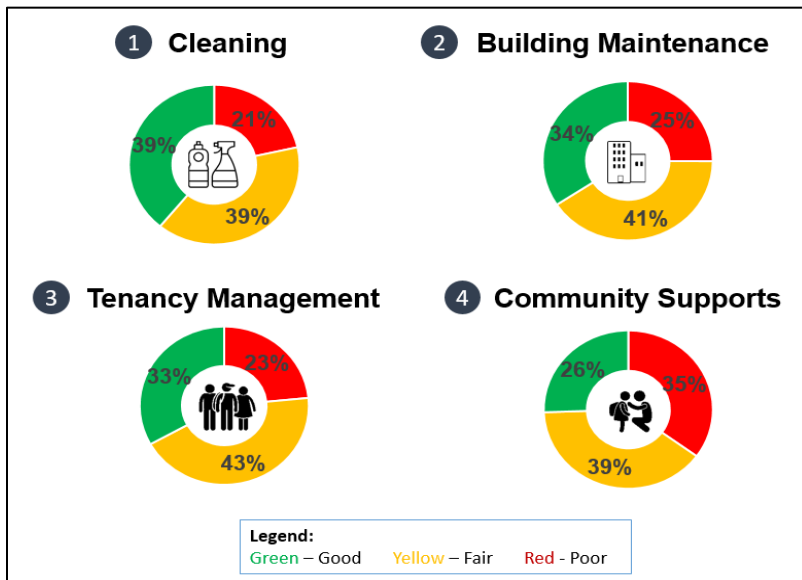 1 Cleaning
2 Building Maintenance
21%
39%
39%
25%
34%
41%
3 Tenancy Management
4 Community Supports
23%
33%
43%
35%
26%
39%
Legend:
Green – Good Yellow – Fair Red - Poor